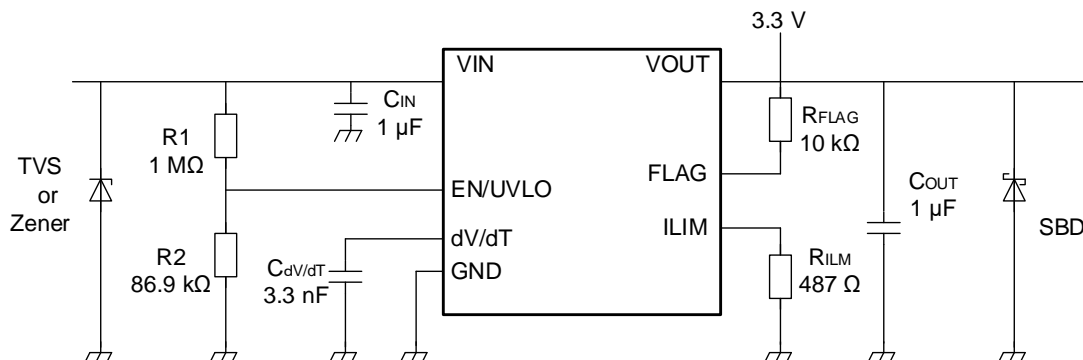 3.3 V
VIN
VOUT
CIN
1 µF
RFLAG
10 kΩ
R1
1 MΩ
TVS
or
Zener
EN/UVLO
FLAG
COUT
1 µF
ILIM
SBD
R2
86.9 kΩ
dV/dT
CdV/dT
3.3 nF
GND
RILM
487 Ω